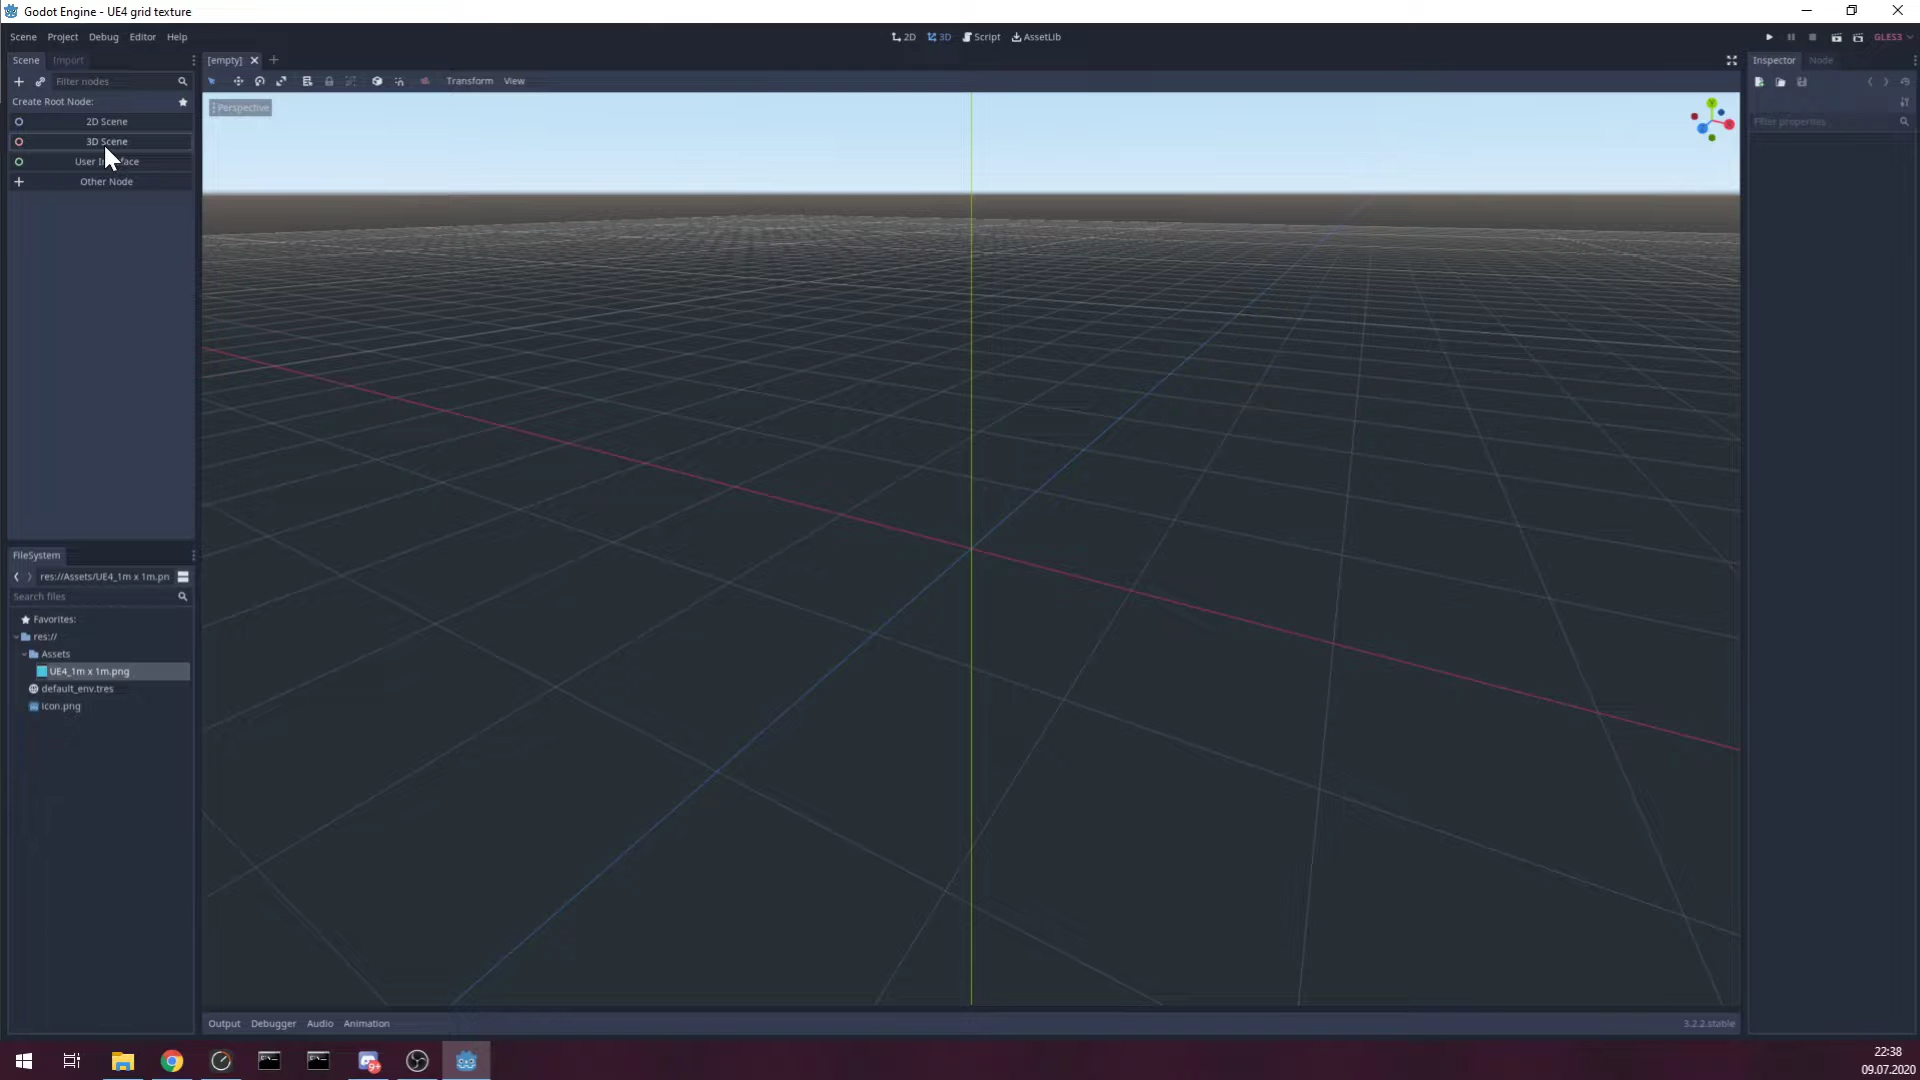 Godot Engine - UE4 grid texture
Scene Project Debug Editor Help
2D 3D Script AssetLib
GLES3
Scene Import
[empty]
Inspector Node
Filter nodes
Transform View
Create Root Node:
Perspective
Y
Filter properties
2D Scene
3D Scene
User Interface
Other Node
FileSystem
res://Assets/UE4_1m x 1m.pn
Search files
Favorites:
res://
Assets
UE4_1m x 1m.png
default_env.tres
icon.png
Output Debugger Audio Animation
3.2.2.stable
9+
22:38
09.07.2020